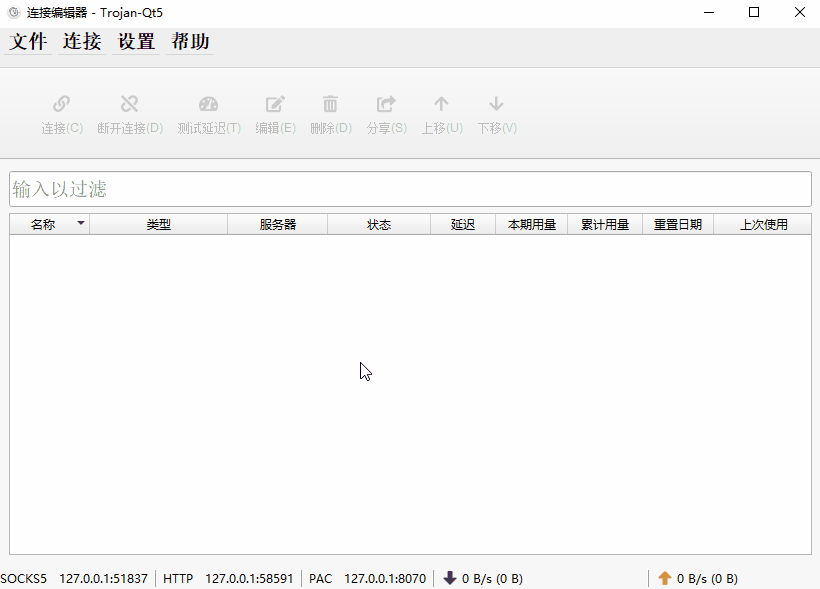 连接编辑器 - Trojan-Qt5
文件 连接 设置 帮助
连接(C) 断开连接(D) 测试延迟(T) 编辑(E) 删除(D) 分享(S) 上移(U) 下移(V)
输入以过滤
名称 类型 服务器 状态 延迟 本期用量 累计用量 重置日期 上次使用
SOCKS5 127.0.0.1:51837 HTTP 127.0.0.1:58591 PAC 127.0.0.1:8070 0 B/s (0 B) 0 B/s (0 B)